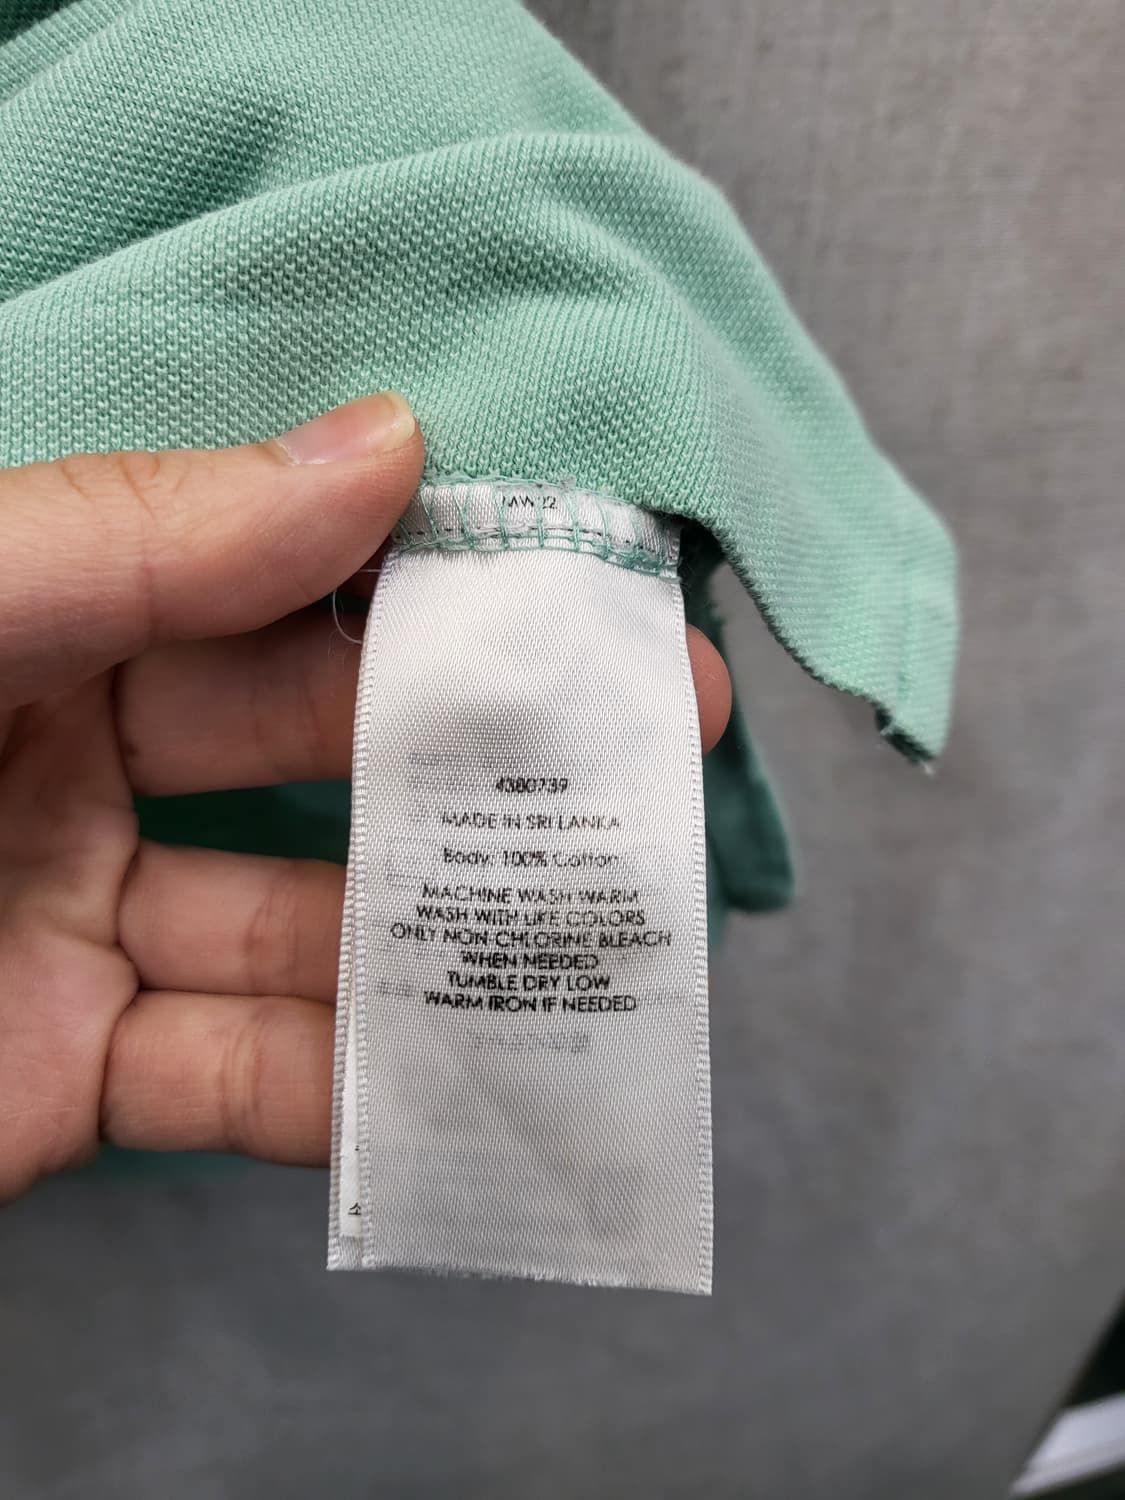 4380739
MADE IN SRI LANKA
Body: 100% Cotton
MACHINE WASH WARM
WASH WITH LIKE COLORS
ONLY NON CHLORINE BLEACH
WHEN NEEDED
TUMBLE DRY LOW
WARM IRON IF NEEDED
소